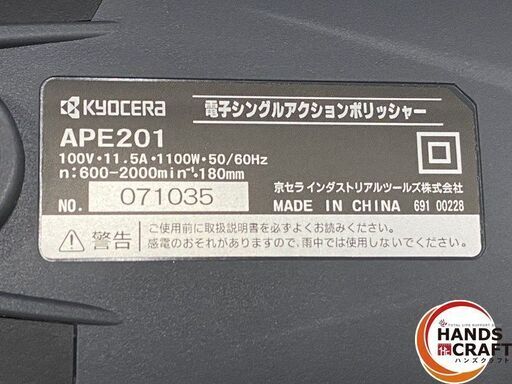 KYOCERA 電子シングルアクションポリッシャー
APE201
100V・11.5A・1100W・50/60Hz
n:600-2000min⁻¹・180mm
京セラ インダストリアルツールズ株式会社
NO. 071035 MADE IN CHINA 691 00228
警告 ご使用前に取扱説明書を必ずよくお読みください。
感電のおそれがありますので、雨中では使用しないでください。
TOTAL LIFE SUPPORT
HANDS
CRAFT
ハンズクラフト